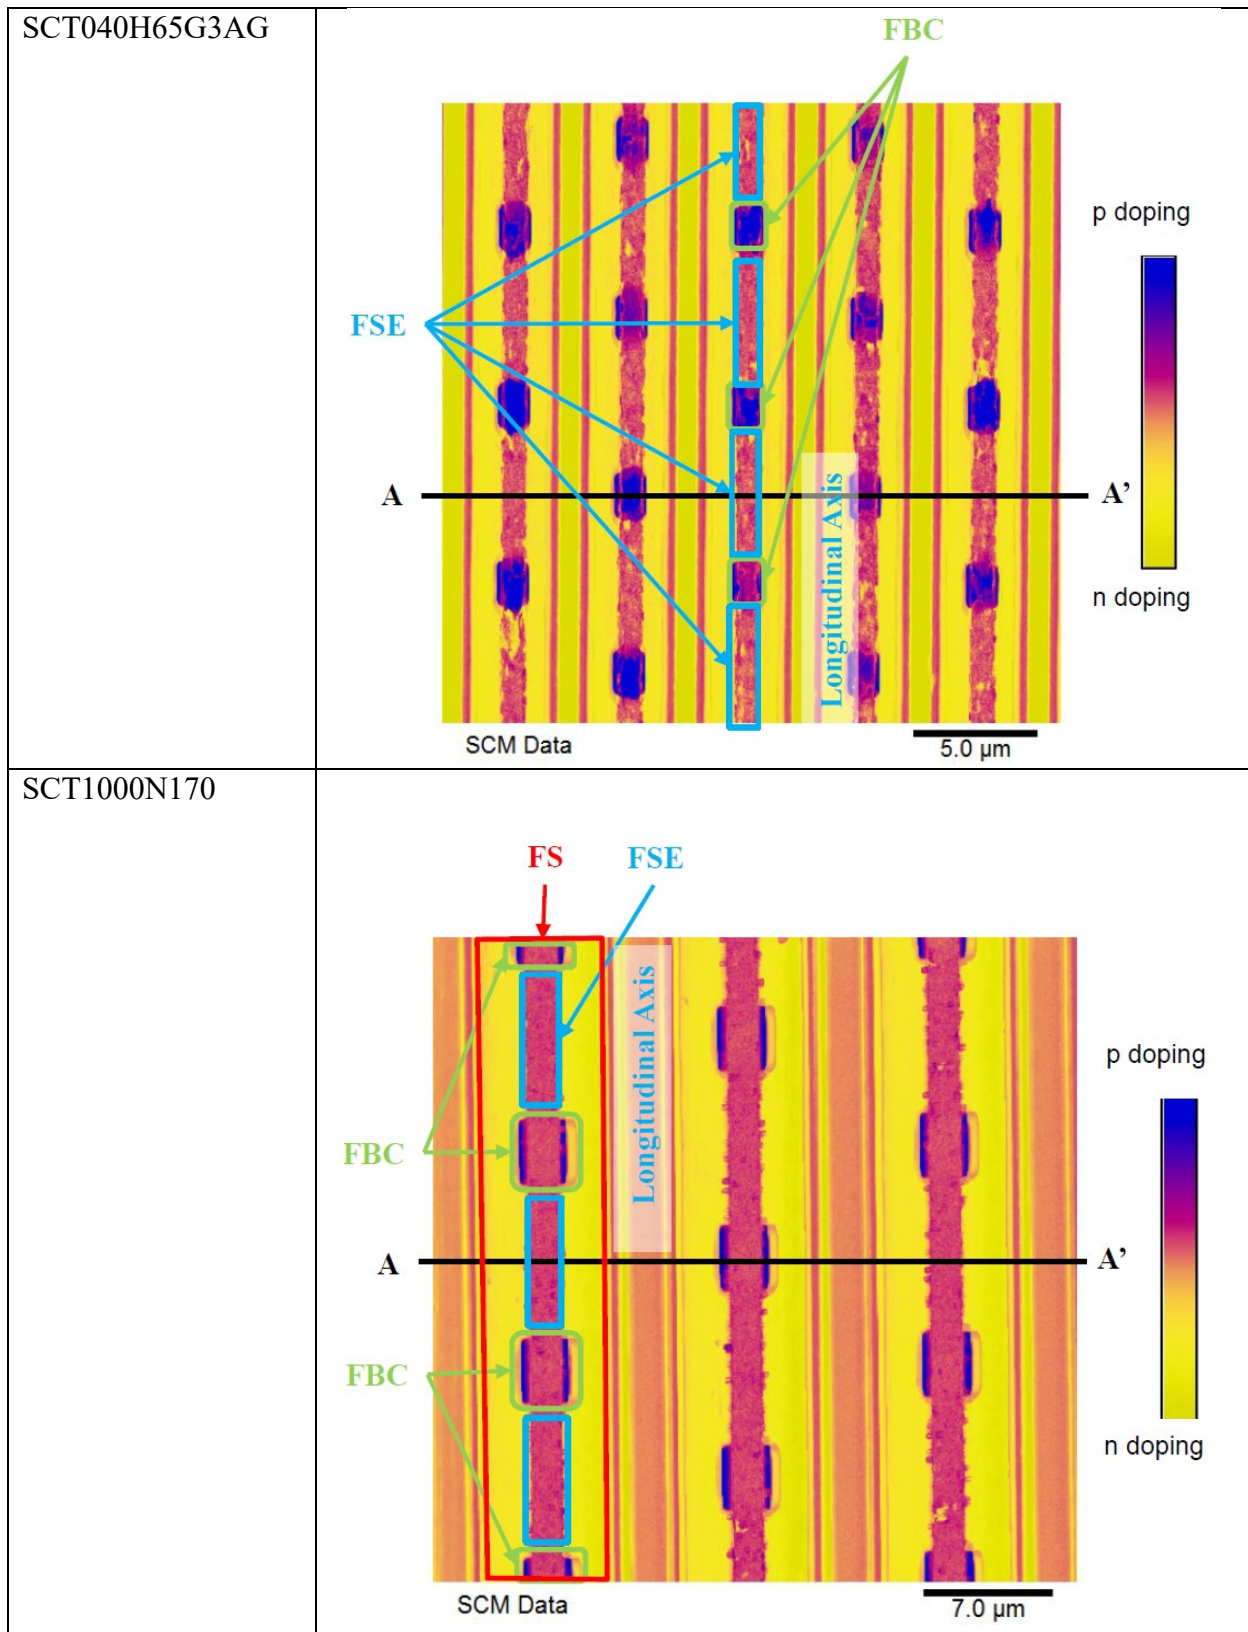 SCT040H65G3AG
FBC
p doping
FSE
A
A’
Longitudinal Axis
n doping
SCM Data
5.0 µm
SCT1000N170
FS
FSE
Longitudinal Axis
p doping
FBC
A
A’
FBC
n doping
SCM Data
7.0 µm